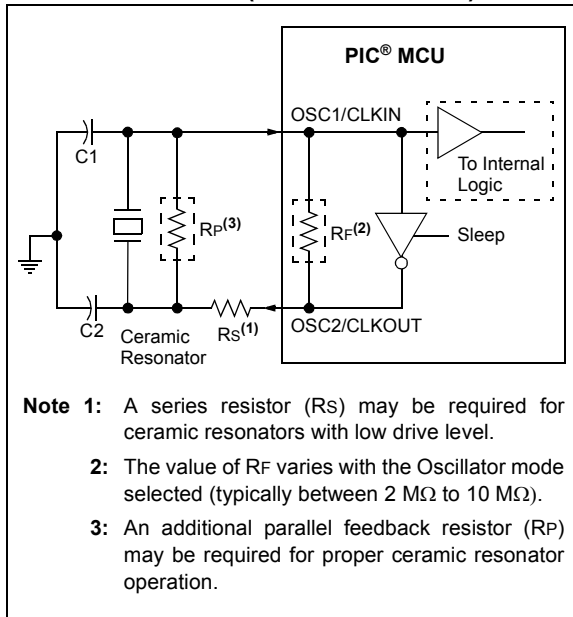 PIC® MCU
OSC1/CLKIN
C1
To Internal
Logic
RP(3)
RF(2)
Sleep
C2
Ceramic
Resonator
RS(1)
OSC2/CLKOUT
Note 1: A series resistor (RS) may be required for
ceramic resonators with low drive level.
2: The value of RF varies with the Oscillator mode
selected (typically between 2 MΩ to 10 MΩ).
3: An additional parallel feedback resistor (RP)
may be required for proper ceramic resonator
operation.